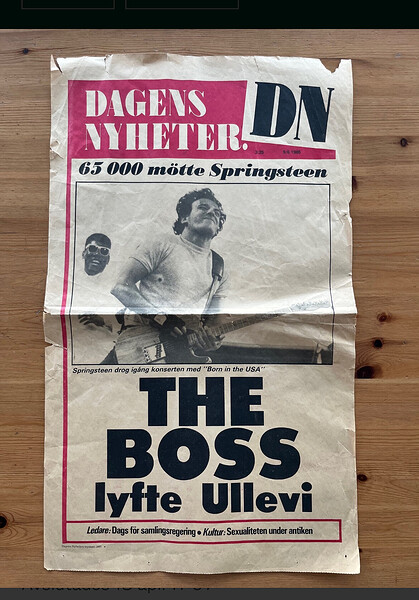 DAGENS
NYHETER.
DN
65 000 mötte Springsteen
Springsteen drog igång konserten med "Born in the USA"
THE
BOSS
lyfte Ullevi
Ledare: Dags för samlingsregering • Kultur: Sexualiteten under antiken